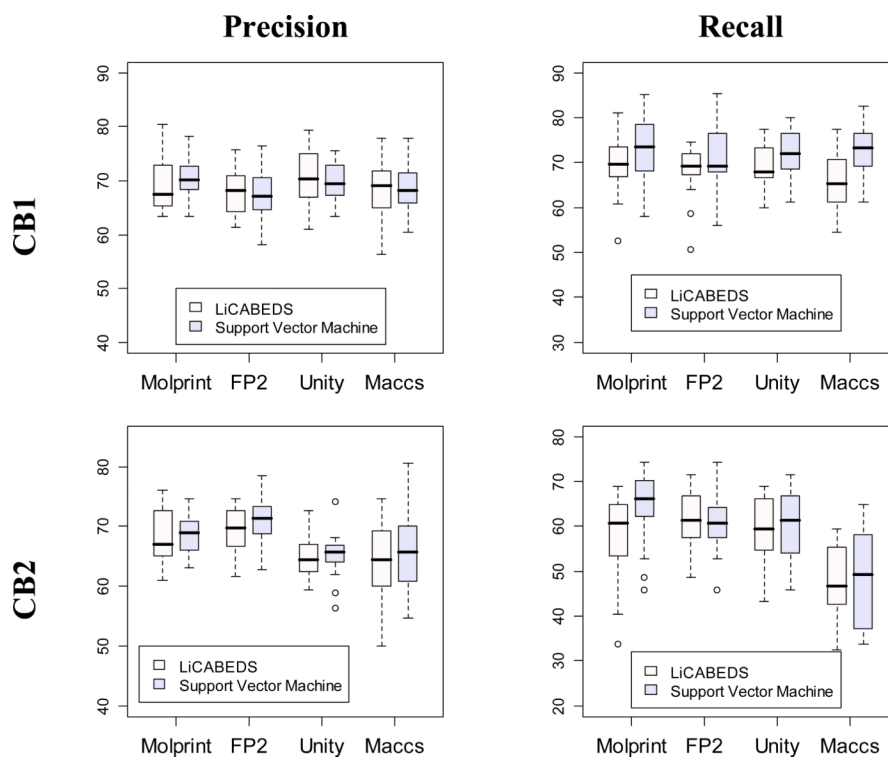 Precision
Recall
CB1
90
80
70
60
50
40
LiCABEDS
Support Vector Machine
Molprint FP2 Unity Maccs
90
80
70
60
50
40
30
LiCABEDS
Support Vector Machine
Molprint FP2 Unity Maccs
CB2
80
70
60
50
40
LiCABEDS
Support Vector Machine
Molprint FP2 Unity Maccs
80
70
60
50
40
30
20
LiCABEDS
Support Vector Machine
Molprint FP2 Unity Maccs